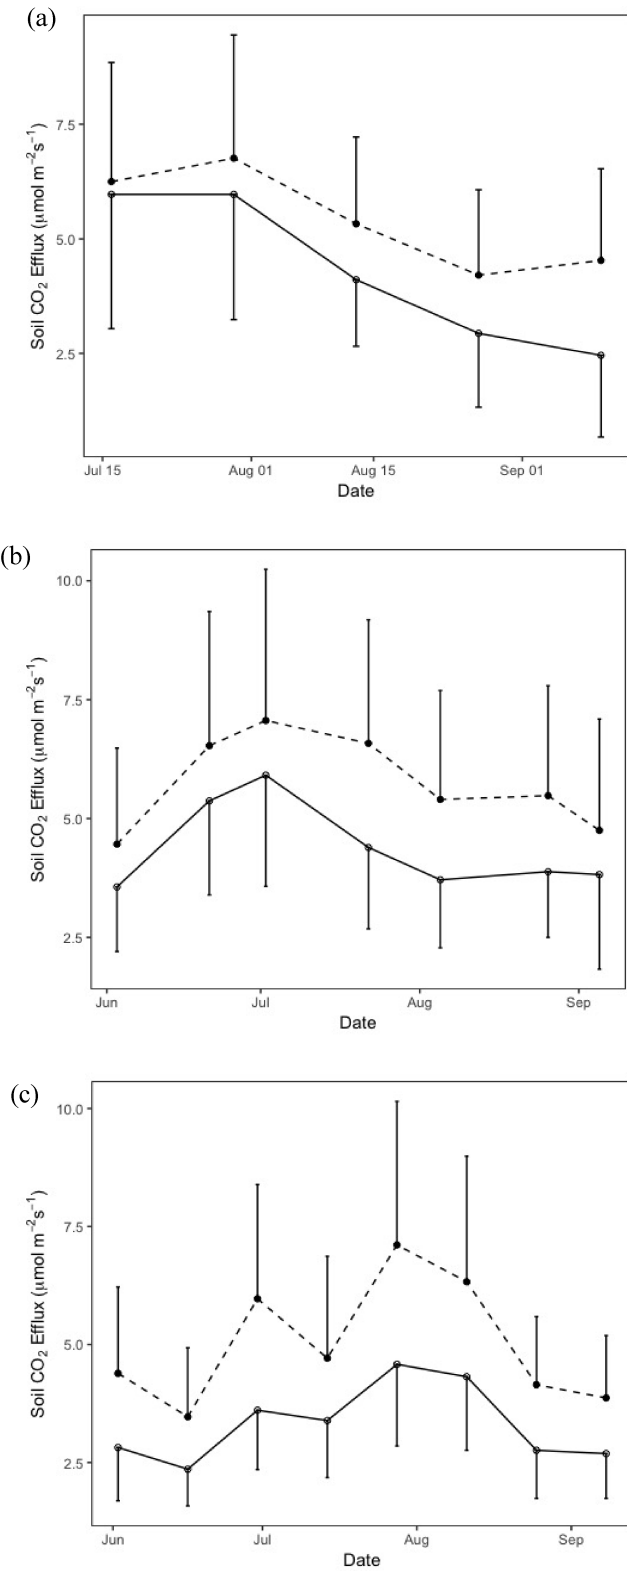 (a)
Soil CO₂ Efflux (μmol m⁻²s⁻¹)
7.5
5.0
2.5
Jul 15 Aug 01 Aug 15 Sep 01
Date
(b)
Soil CO₂ Efflux (μmol m⁻²s⁻¹)
10.0
7.5
5.0
2.5
Jun Jul Aug Sep
Date
(c)
Soil CO₂ Efflux (μmol m⁻²s⁻¹)
10.0
7.5
5.0
2.5
Jun Jul Aug Sep
Date